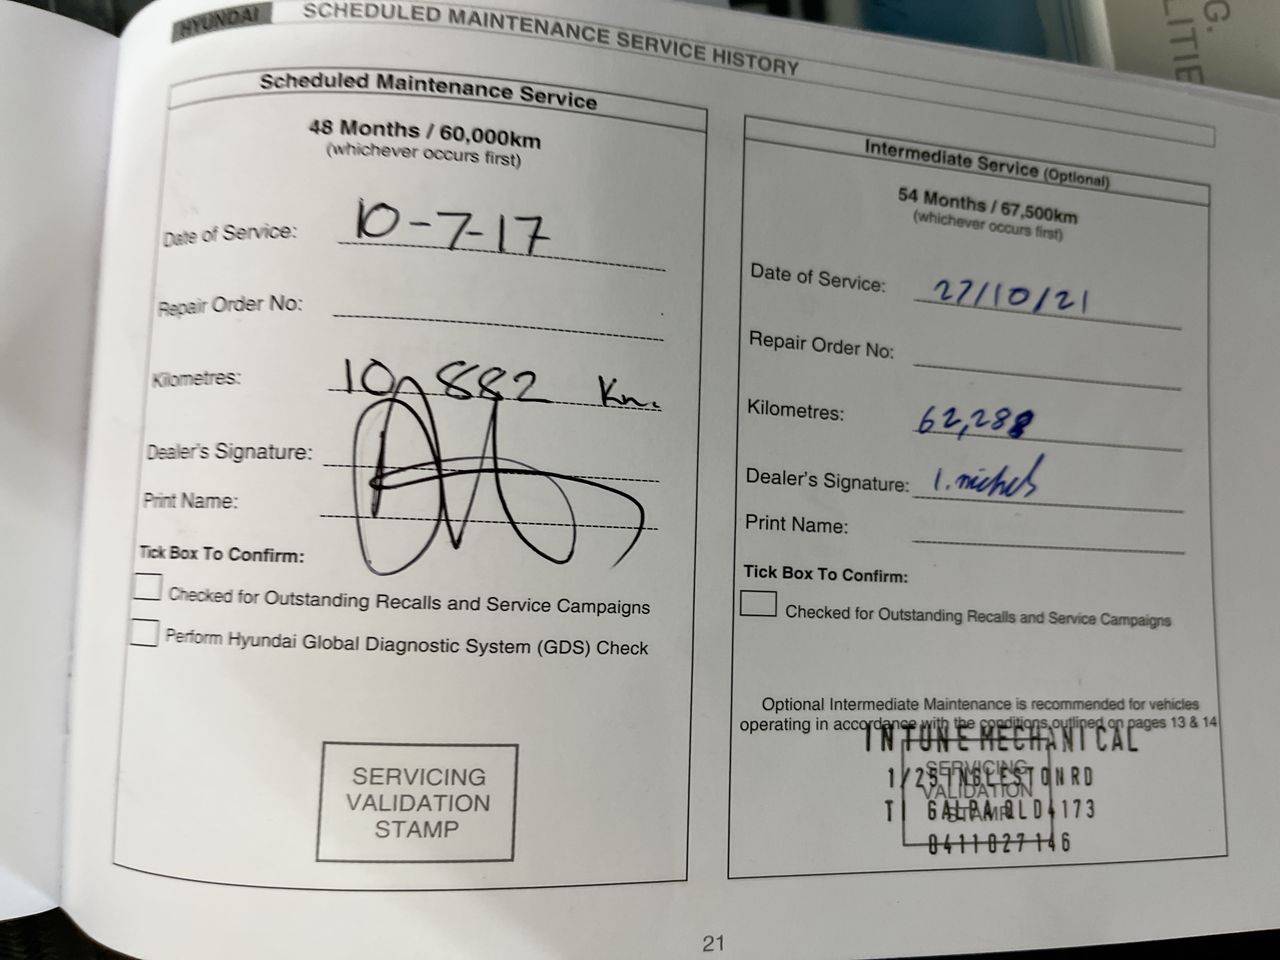 HYUNDAI
SCHEDULED MAINTENANCE SERVICE HISTORY
Scheduled Maintenance Service
48 Months / 60,000km
(whichever occurs first)
Date of Service: 10-7-17
Repair Order No:
Kilometres: 10,882 Km.
Dealer's Signature:
Print Name:
Tick Box To Confirm:
Checked for Outstanding Recalls and Service Campaigns
Perform Hyundai Global Diagnostic System (GDS) Check
SERVICING
VALIDATION
STAMP
Intermediate Service (Optional)
54 Months / 67,500km
(whichever occurs first)
Date of Service: 27/10/21
Repair Order No:
Kilometres: 62,288
Dealer's Signature: I.
Print Name:
Tick Box To Confirm:
Checked for Outstanding Recalls and Service Campaigns
Optional Intermediate Maintenance is recommended for vehicles
operating in accordance with the conditions outlined on pages 13 & 14
INTUNE MECHANICAL
SERVICING
VALIDATION
STAMP
QLD 4173
0411027146
21
G.
LITIE